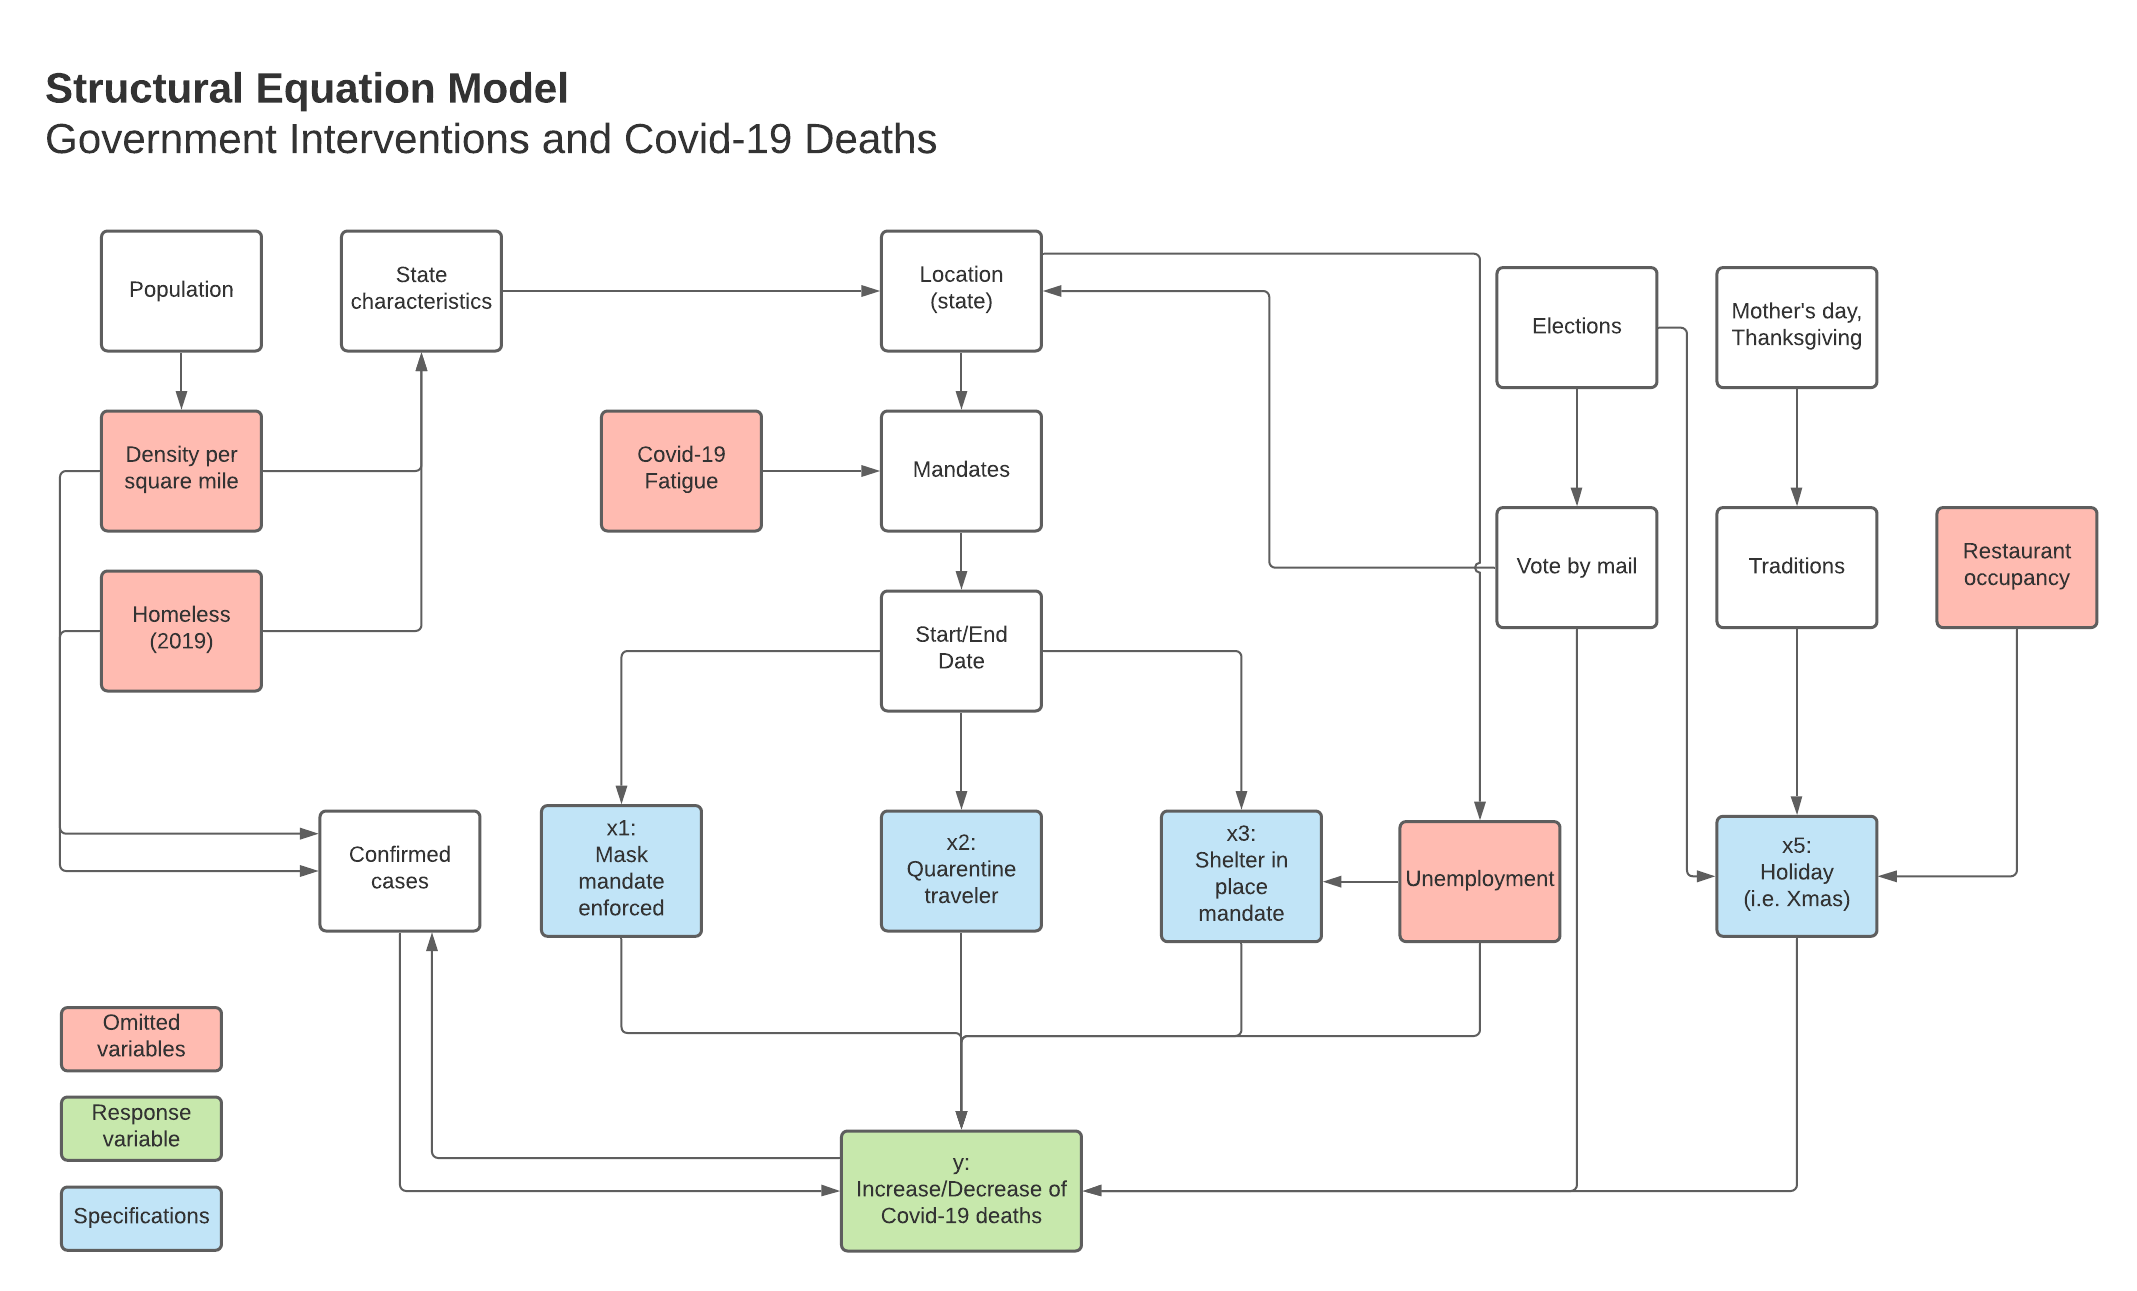 Structural Equation Model
Government Interventions and Covid-19 Deaths
Population
State
characteristics
Location
(state)
Elections
Mother's day,
Thanksgiving
Density per
square mile
Covid-19
Fatigue
Mandates
Vote by mail
Traditions
Restaurant
occupancy
Homeless
(2019)
Start/End
Date
Confirmed
cases
x1:
Mask
mandate
enforced
x2:
Quarentine
traveler
x3:
Shelter in
place
mandate
Unemployment
x5:
Holiday
(i.e. Xmas)
Omitted
variables
Response
variable
Specifications
y:
Increase/Decrease of
Covid-19 deaths